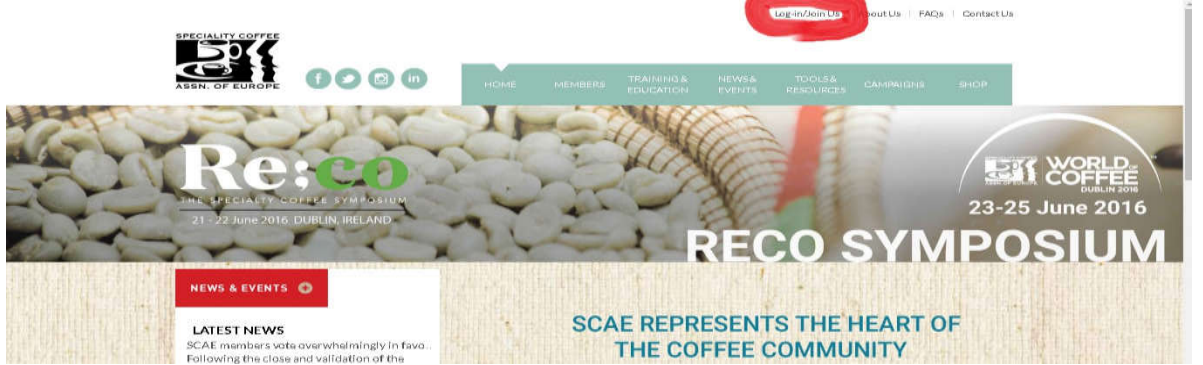 Log-in/Join Us | About Us | FAQs | Contact Us
SPECIALITY COFFEE
ASSN. OF EUROPE
HOME
MEMBERS
TRAINING & EDUCATION
NEWS & EVENTS
TOOLS & RESOURCES
CAMPAIGNS
SHOP
Re:co
THE SPECIALTY COFFEE SYMPOSIUM
21 - 22 June 2016 DUBLIN, IRELAND
WORLD OF
COFFEE
DUBLIN 2016
23-25 June 2016
RECO SYMPOSIUM
NEWS & EVENTS
LATEST NEWS
SCAE members vote overwhelmingly in favo...
Following the close and validation of the
SCAE REPRESENTS THE HEART OF
THE COFFEE COMMUNITY